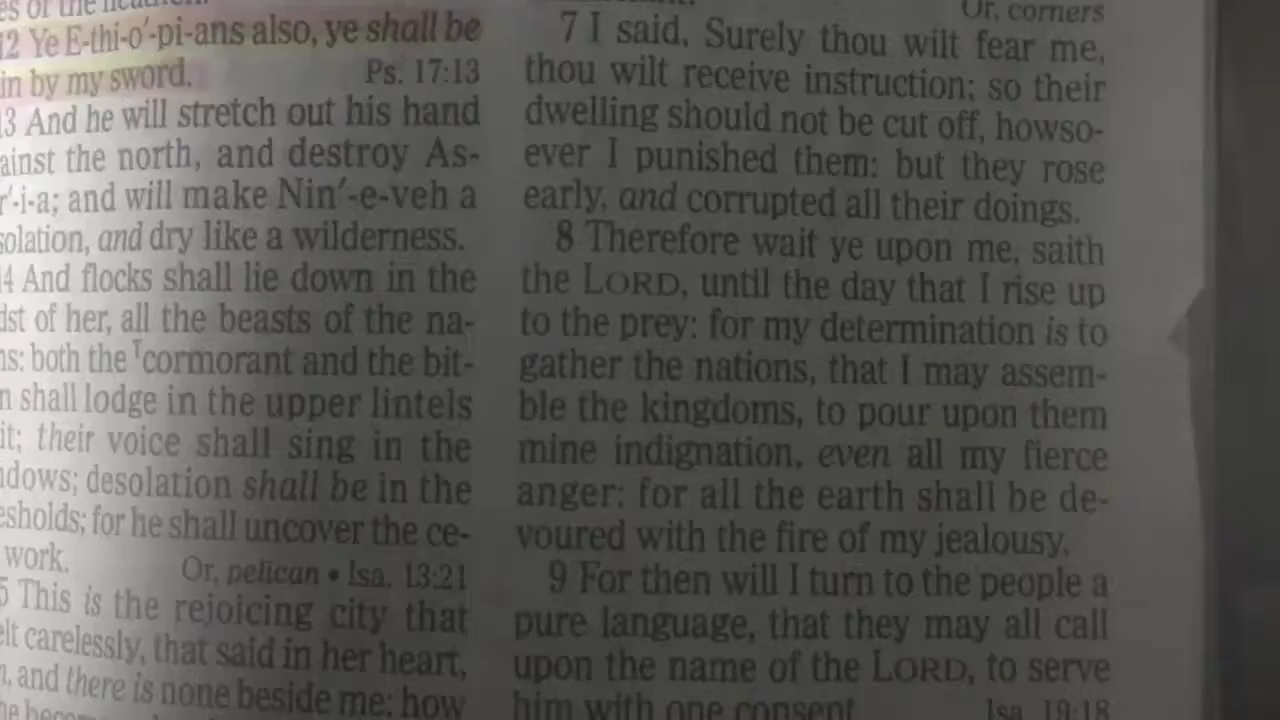 es of the heathen.
12 Ye E-thi-o′-pi-ans also, ye shall be
in by my sword. Ps. 17:13
13 And he will stretch out his hand
ainst the north, and destroy As-
r′-i-a; and will make Nin′-e-veh a
solation, and dry like a wilderness.
14 And flocks shall lie down in the
dst of her, all the beasts of the na-
ns: both the Tcormorant and the bit-
n shall lodge in the upper lintels
it; their voice shall sing in the
ndows; desolation shall be in the
esholds; for he shall uncover the ce-
work. Or, pelican • Isa. 13:21
5 This is the rejoicing city that
elt carelessly, that said in her heart,
, and there is none beside me: how
he
Or, corners
7 I said, Surely thou wilt fear me,
thou wilt receive instruction; so their
dwelling should not be cut off, howso-
ever I punished them: but they rose
early, and corrupted all their doings.
8 Therefore wait ye upon me, saith
the LORD, until the day that I rise up
to the prey: for my determination is to
gather the nations, that I may assem-
ble the kingdoms, to pour upon them
mine indignation, even all my fierce
anger: for all the earth shall be de-
voured with the fire of my jealousy.
9 For then will I turn to the people a
pure language, that they may all call
upon the name of the LORD, to serve
him with one consent. Isa. 19:18